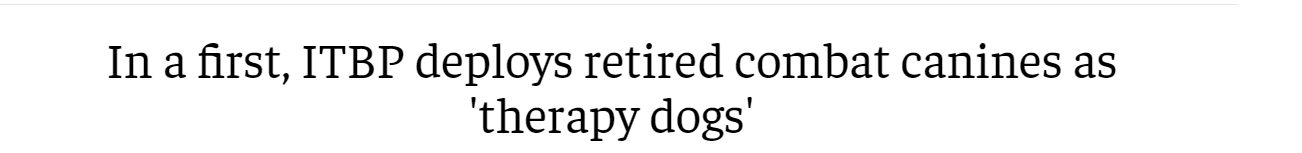 In a first, ITBP deploys retired combat canines as
'therapy dogs'